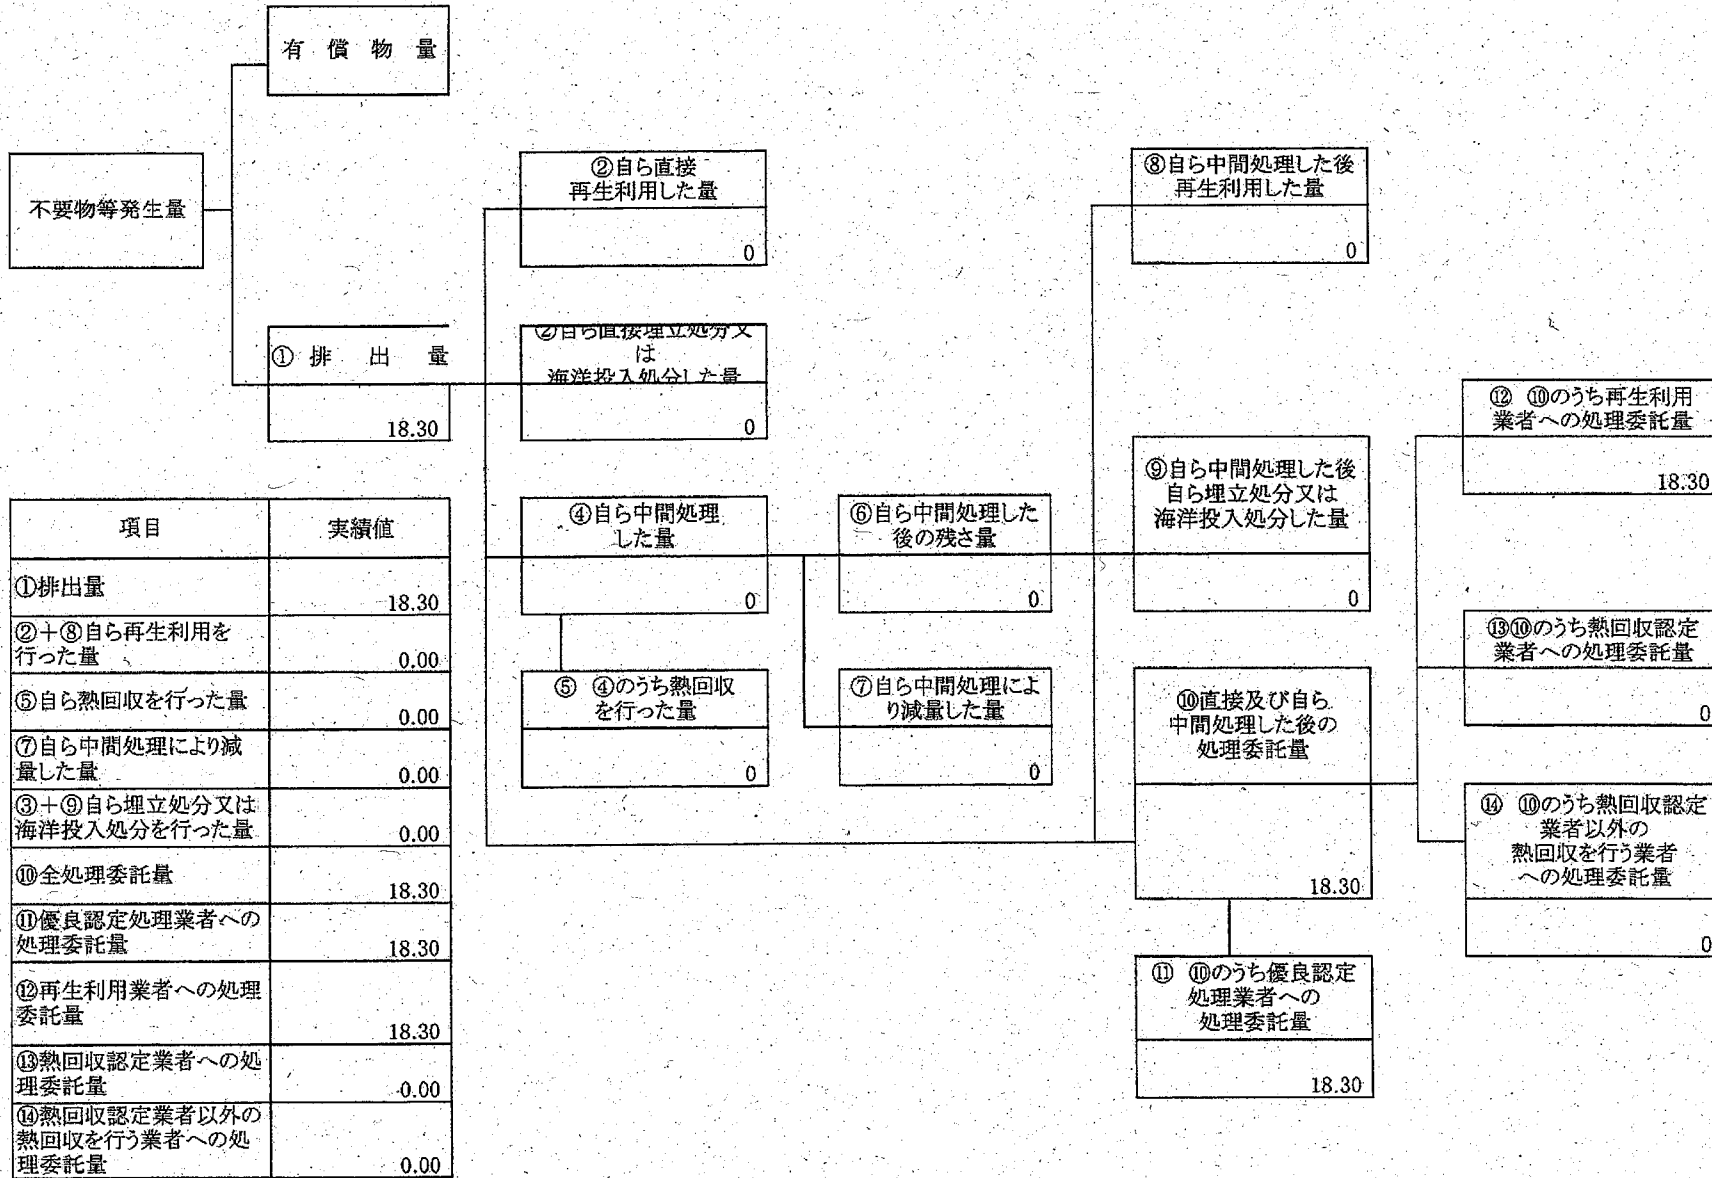 有 償 物 量
不要物等発生量
① 排 出 量
18.30
②自ら直接
再生利用した量
0
②自ら直接埋立処分又
は
海洋投入処分した量
0
④自ら中間処理
した量
0
⑤ ④のうち熱回収
を行った量
0
⑥自ら中間処理した
後の残さ量
0
⑦自ら中間処理によ
り減量した量
0
⑧自ら中間処理した後
再生利用した量
0
⑨自ら中間処理した後
自ら埋立処分又は
海洋投入処分した量
0
⑩直接及び自ら
中間処理した後の
処理委託量
18.30
⑪ ⑩のうち優良認定
処理業者への
処理委託量
18.30
⑫ ⑩のうち再生利用
業者への処理委託量
18.30
⑬⑩のうち熱回収認定
業者への処理委託量
0
⑭ ⑩のうち熱回収認定
業者以外の
熱回収を行う業者
への処理委託量
0
項目 実績値
①排出量
18.30
②+⑧自ら再生利用を
行った量 0.00
⑤自ら熱回収を行った量
0.00
⑦自ら中間処理により減
量した量 0.00
③+⑨自ら埋立処分又は
海洋投入処分を行った量 0.00
⑩全処理委託量
18.30
⑪優良認定処理業者への
処理委託量 18.30
⑫再生利用業者への処理
委託量
18.30
⑬熱回収認定業者への処
理委託量 0.00
⑭熱回収認定業者以外の
熱回収を行う業者への処
理委託量 0.00